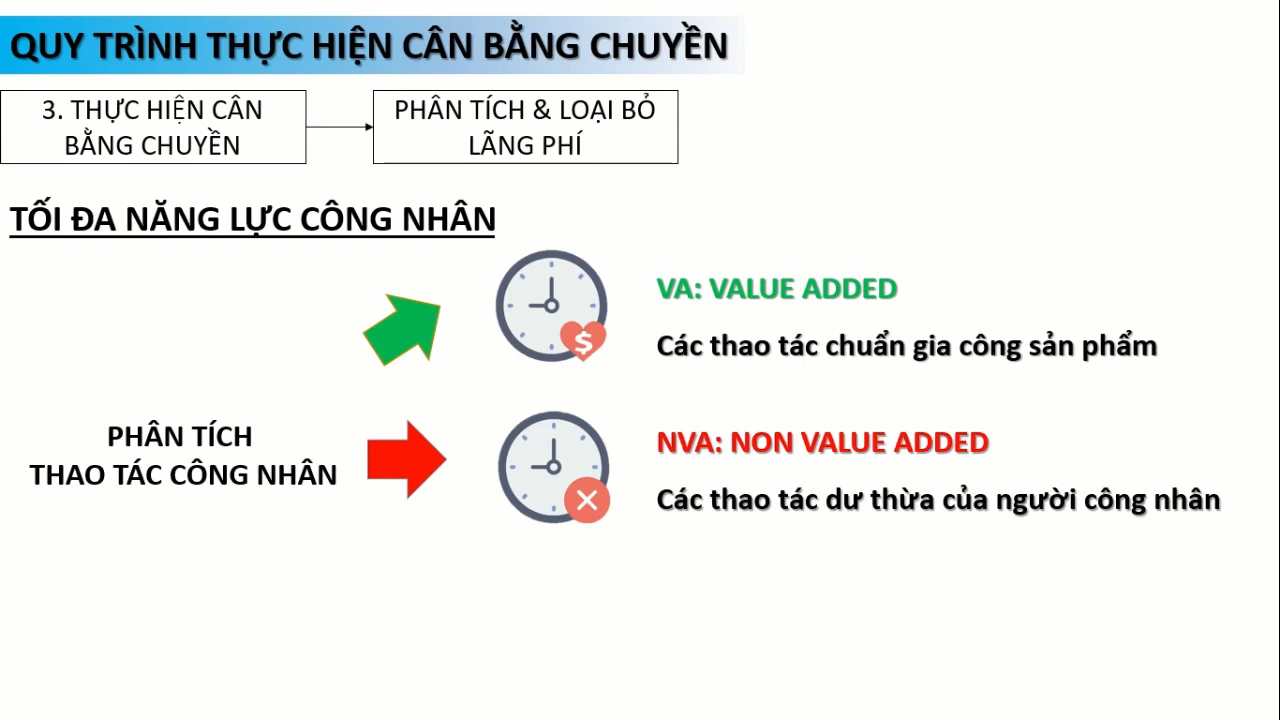 QUY TRÌNH THỰC HIỆN CÂN BẰNG CHUYỀN
3. THỰC HIỆN CÂN
BẰNG CHUYỀN
PHÂN TÍCH & LOẠI BỎ
LÃNG PHÍ
TỐI ĐA NĂNG LỰC CÔNG NHÂN
$
VA: VALUE ADDED
Các thao tác chuẩn gia công sản phẩm
PHÂN TÍCH
THAO TÁC CÔNG NHÂN
NVA: NON VALUE ADDED
Các thao tác dư thừa của người công nhân